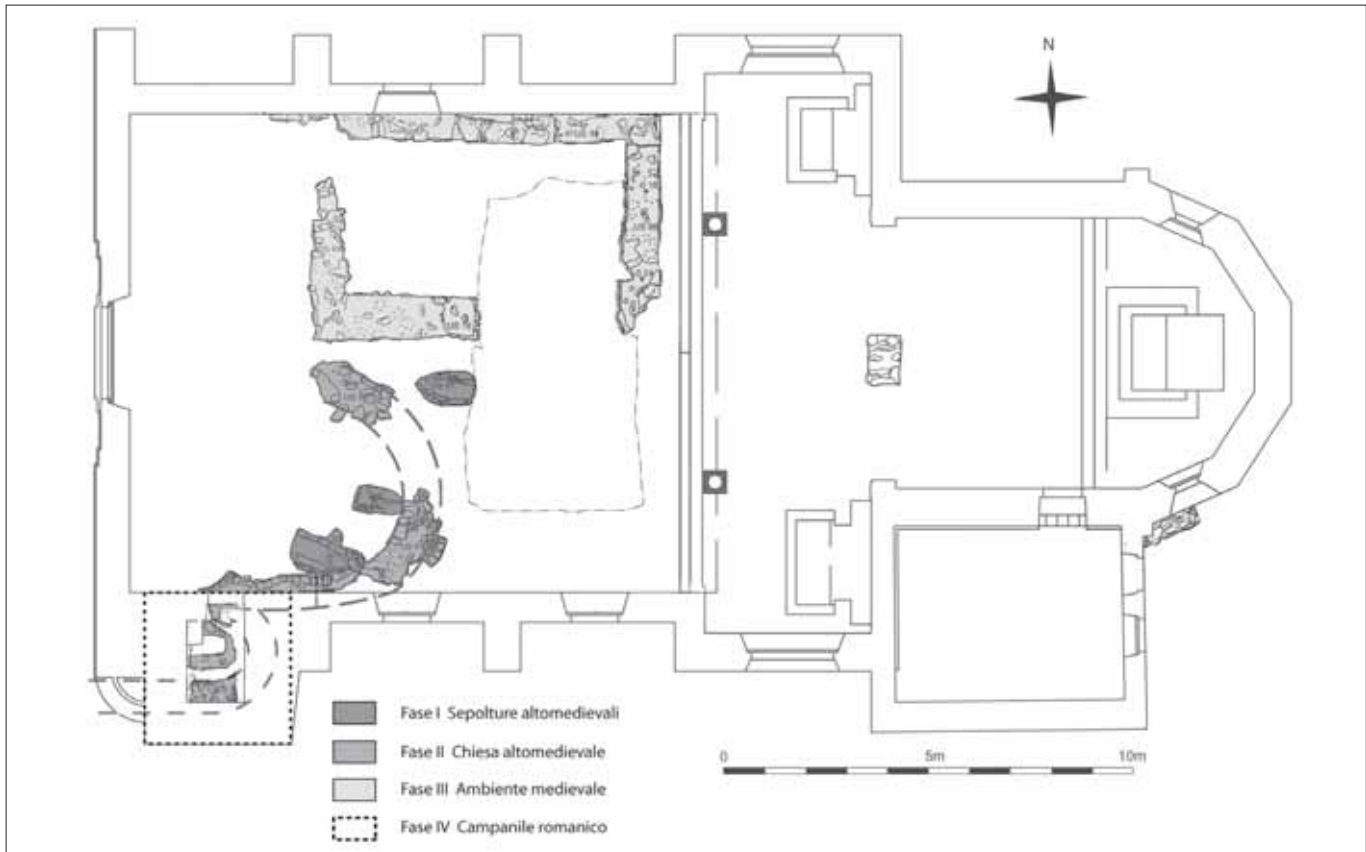 N
Fase I Sepolture altomedievali
Fase II Chiesa altomedievale
Fase III Ambiente medievale
Fase IV Campanile romanico
0 5m 10m